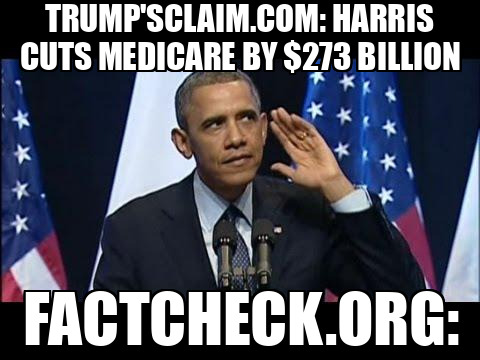 TRUMP'SCLAIM.COM: HARRIS
CUTS MEDICARE BY $273 BILLION
FACTCHECK.ORG: